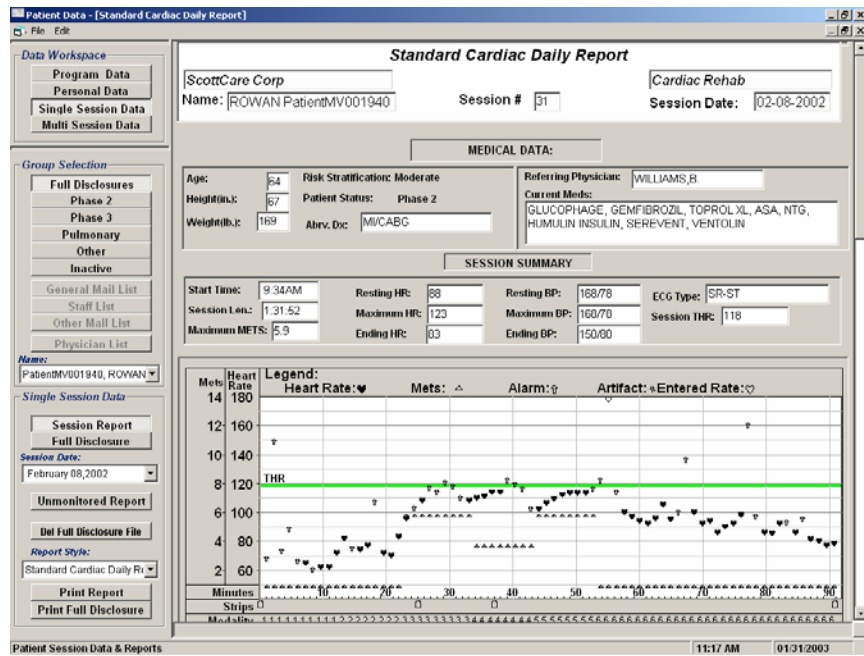 Patient Data - [Standard Cardiac Daily Report]
File Edit
Data Workspace
Program Data
Personal Data
Single Session Data
Multi Session Data
Group Selection
Full Disclosures
Phase 2
Phase 3
Pulmonary
Other
Inactive
General Mail List
Staff List
Other Mail List
Physician List
Name:
PatientMV001940, ROWAN
Single Session Data
Session Report
Full Disclosure
Session Date:
February 08,2002
Unmonitored Report
Del Full Disclosure File
Report Style:
Standard Cardiac Daily Re
Print Report
Print Full Disclosure
Standard Cardiac Daily Report
ScottCare Corp
Cardiac Rehab
Name: ROWAN PatientMV001940
Session # 31
Session Date: 02-08-2002
MEDICAL DATA:
Age: 64
Risk Stratification: Moderate
Height(in.): 67
Patient Status: Phase 2
Weight(lb.): 169
Abrv. Dx: MI/CABG
Referring Physician: WILLIAMS,B.
Current Meds:
GLUCOPHAGE, GEMFIBROZIL, TOPROL XL, ASA, NTG,
HUMULIN INSULIN, SEREVENT, VENTOLIN
SESSION SUMMARY
Start Time: 9:34AM
Resting HR: 88
Resting BP: 168/78
ECG Type: SR-ST
Session Len.: 1:31:52
Maximum HR: 123
Maximum BP: 168/78
Session THR: 118
Maximum METS: 5.9
Ending HR: 83
Ending BP: 150/80
Mets
Heart Rate
Legend:
Heart Rate: Mets: Alarm: Artifact: Entered Rate:
14 180
12 160
10 140
THR
8 120
6 100
4 80
2 60
Minutes 10 20 30 40 50 60 70 80 90
Strips
Modality
Patient Session Data & Reports
11:17 AM
01/31/2003